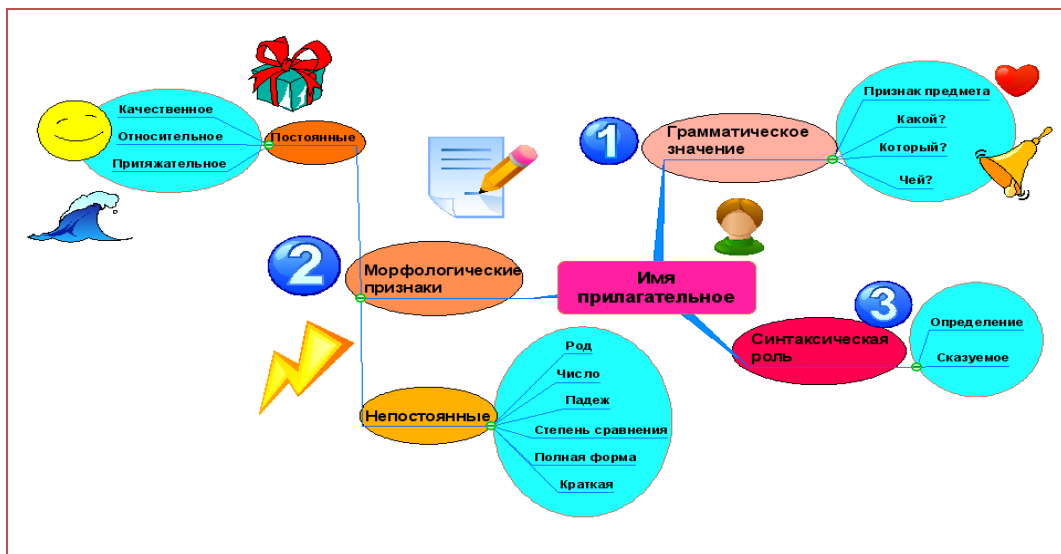 Имя
прилагательное
1
Грамматическое
значение
Признак предмета
Какой?
Который?
Чей?
2
Морфологические
признаки
Постоянные
Качественное
Относительное
Притяжательное
Непостоянные
Род
Число
Падеж
Степень сравнения
Полная форма
Краткая
3
Синтаксическая
роль
Определение
Сказуемое